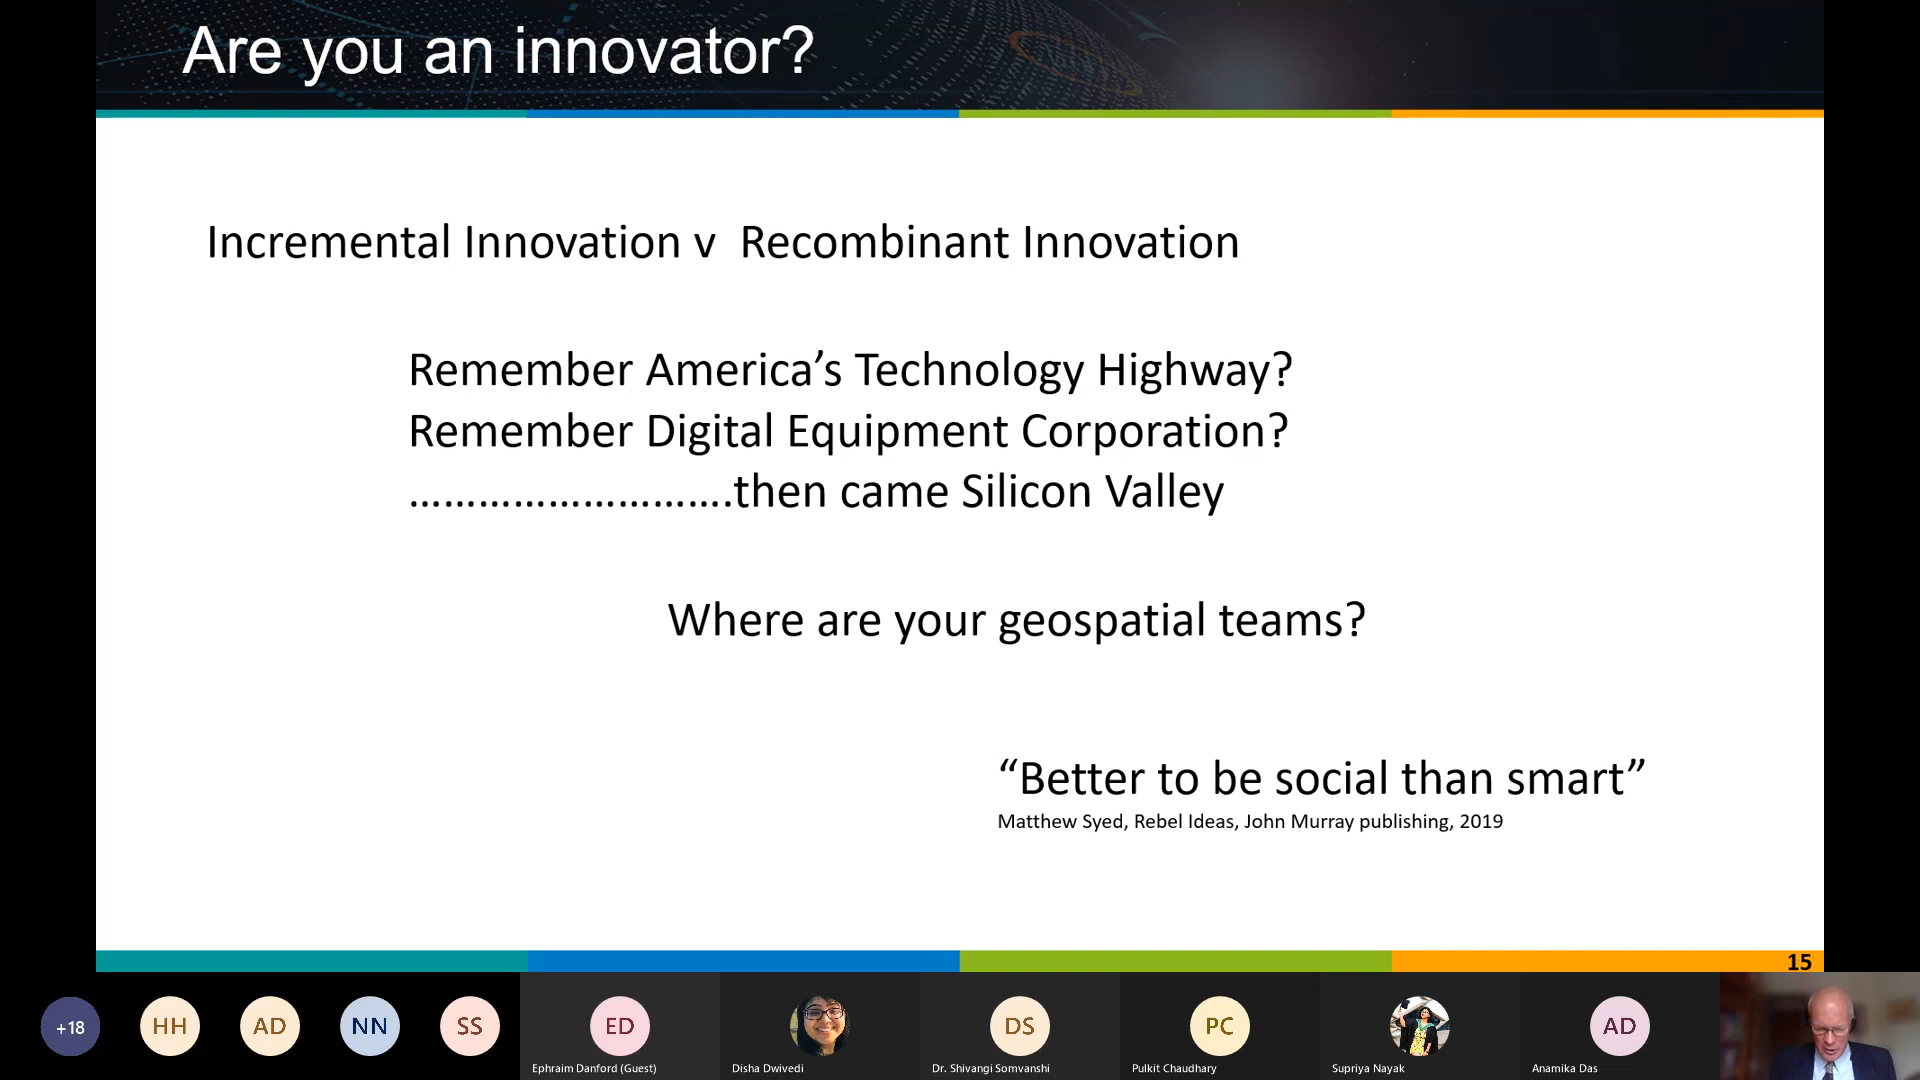 Are you an innovator?
Incremental Innovation v  Recombinant Innovation
Remember America’s Technology Highway?
Remember Digital Equipment Corporation?
……………………….then came Silicon Valley
Where are your geospatial teams?
“Better to be social than smart”
Matthew Syed, Rebel Ideas, John Murray publishing, 2019
15
+18
HH
AD
NN
SS
ED
DS
PC
AD
Ephraim Danford (Guest)
Disha Dwivedi
Dr. Shivangi Somvanshi
Pulkit Chaudhary
Supriya Nayak
Anamika Das